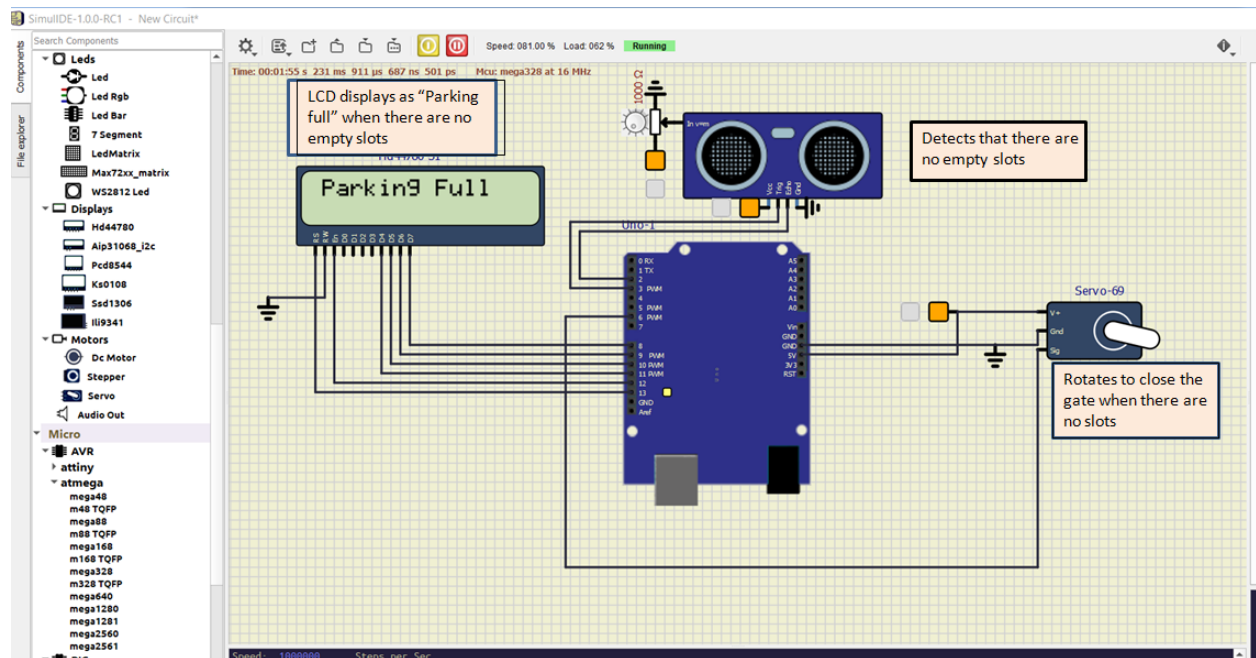 SimulIDE-1.0.0-RC1 - New Circuit*
Components
File explorer
Search Components
Leds
Led
Led Rgb
Led Bar
7 Segment
LedMatrix
Max72xx_matrix
WS2812 Led
Displays
Hd44780
Aip31068_i2c
Pcd8544
Ks0108
Ssd1306
Ili9341
Motors
Dc Motor
Stepper
Servo
Audio Out
Micro
AVR
attiny
atmega
mega48
m48 TQFP
mega88
m88 TQFP
mega168
m168 TQFP
mega328
m328 TQFP
mega640
mega1280
mega1281
mega2560
mega2561
Speed: 081.00 % Load: 062 % Running
Time: 00:01:55 s 231 ms 911 µs 687 ns 501 ps Mcu: mega328 at 16 MHz
LCD displays as “Parking
full” when there are no
empty slots
Parking Full
RS RW En D0 D1 D2 D3 D4 D5 D6 D7
1000 Ω
In v=m
Vcc Trig Echo Gnd
Detects that there are
no empty slots
Uno-1
0 RX
1 TX
2
3 PWM
4
5 PWM
6 PWM
7
8
9 PWM
10 PWM
11 PWM
12
13
GND
Aref
A5
A4
A3
A2
A1
A0
Vin
GND
GND
5V
3V3
RST
Servo-69
V+
Gnd
Sig
Rotates to close the
gate when there are
no slots
Speed: 1000000 Steps per Sec